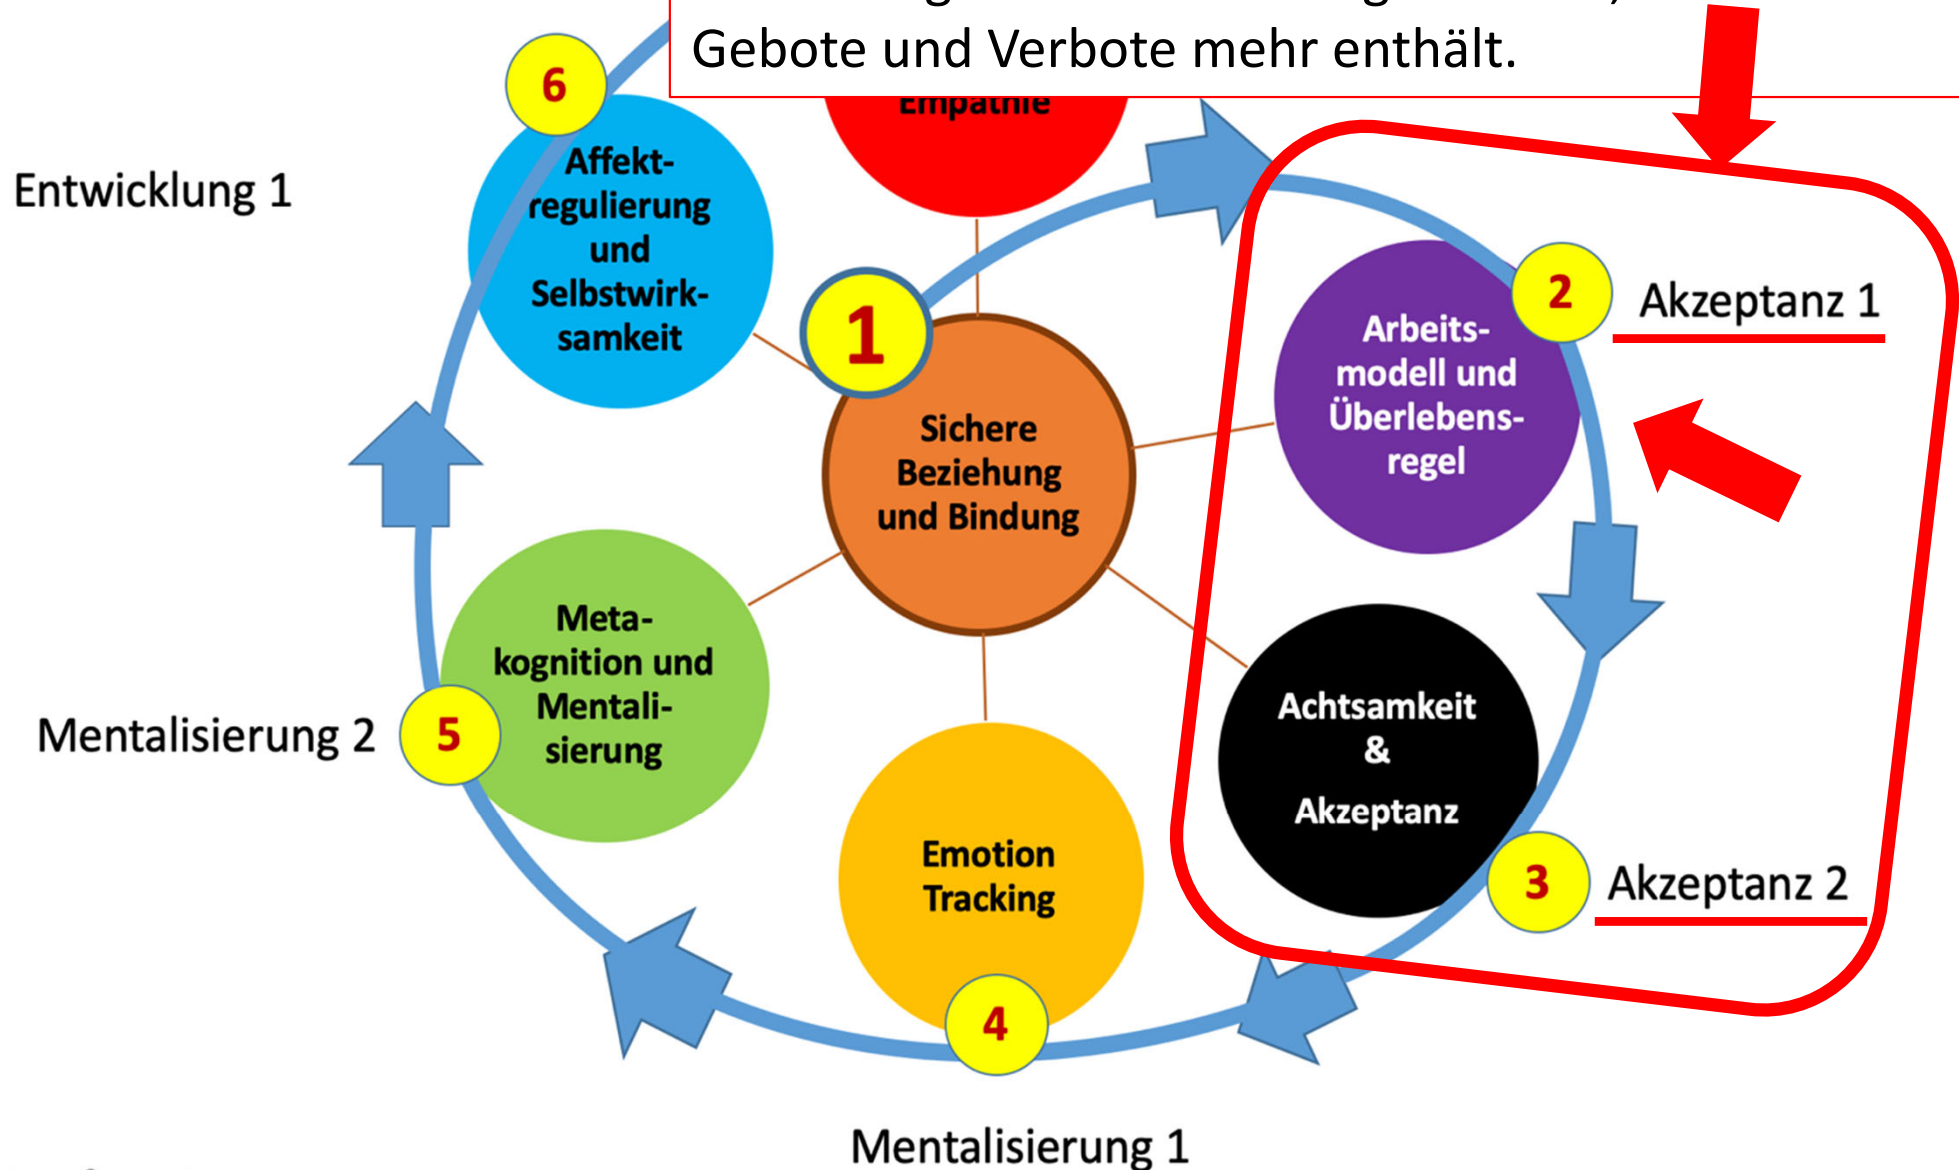 Gebote und Verbote mehr enthält.
Empathie
6
Affekt-
regulierung
und
Selbstwirk-
samkeit
Entwicklung 1
1
Sichere
Beziehung
und Bindung
2
Akzeptanz 1
Arbeits-
modell und
Überlebens-
regel
Achtsamkeit
&
Akzeptanz
3
Akzeptanz 2
Emotion
Tracking
4
Mentalisierung 1
Meta-
kognition und
Mentali-
sierung
5
Mentalisierung 2